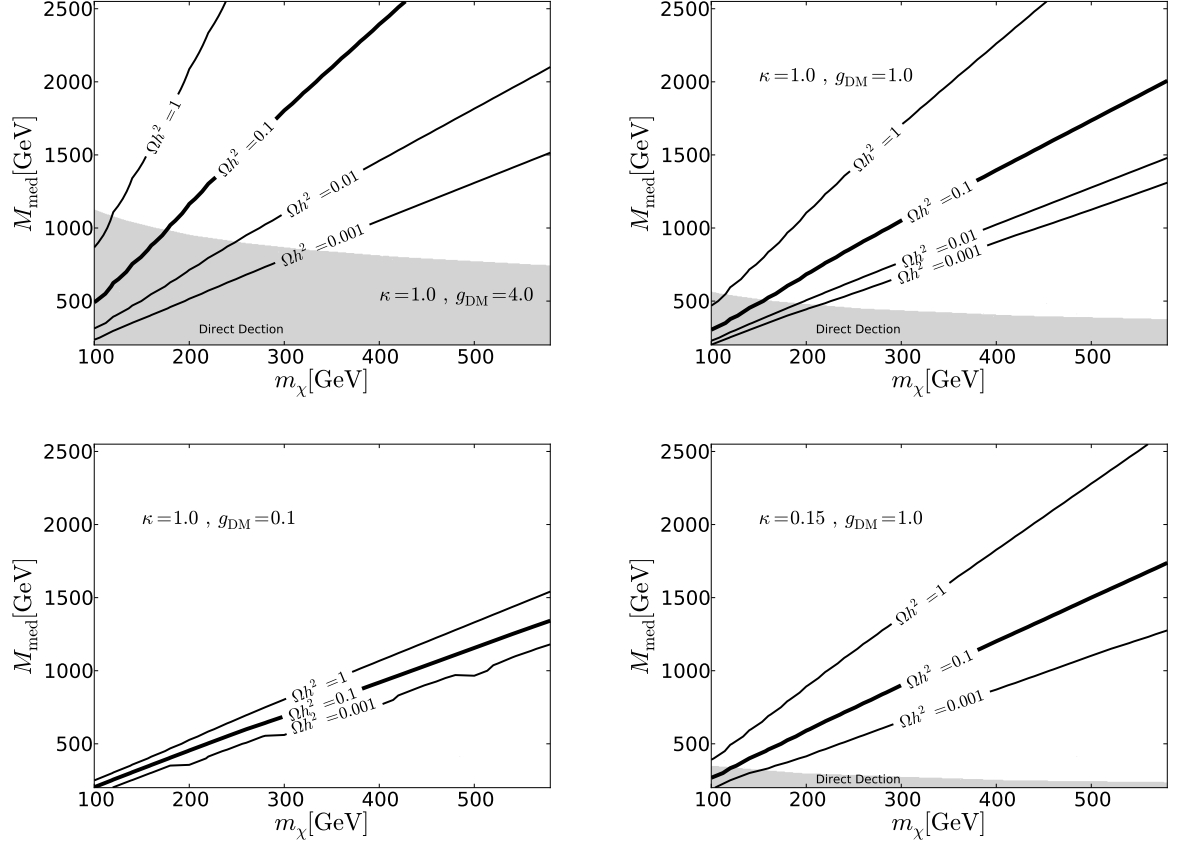 2500
2000
1500
1000
500
M_med[GeV]
Ωh² =1
Ωh² =0.1
Ωh² =0.01
Ωh² =0.001
κ=1.0 , g_DM=4.0
Direct Dection
100 200 300 400 500
m_χ[GeV]
2500
2000
1500
1000
500
M_med[GeV]
κ=1.0 , g_DM=1.0
Ωh² =1
Ωh² =0.1
Ωh² =0.01
Ωh² =0.001
Direct Dection
100 200 300 400 500
m_χ[GeV]
2500
2000
1500
1000
500
M_med[GeV]
κ=1.0 , g_DM=0.1
Ωh² =1
Ωh² =0.1
Ωh² =0.001
100 200 300 400 500
m_χ[GeV]
2500
2000
1500
1000
500
M_med[GeV]
κ=0.15 , g_DM=1.0
Ωh² =1
Ωh² =0.1
Ωh² =0.001
Direct Dection
100 200 300 400 500
m_χ[GeV]